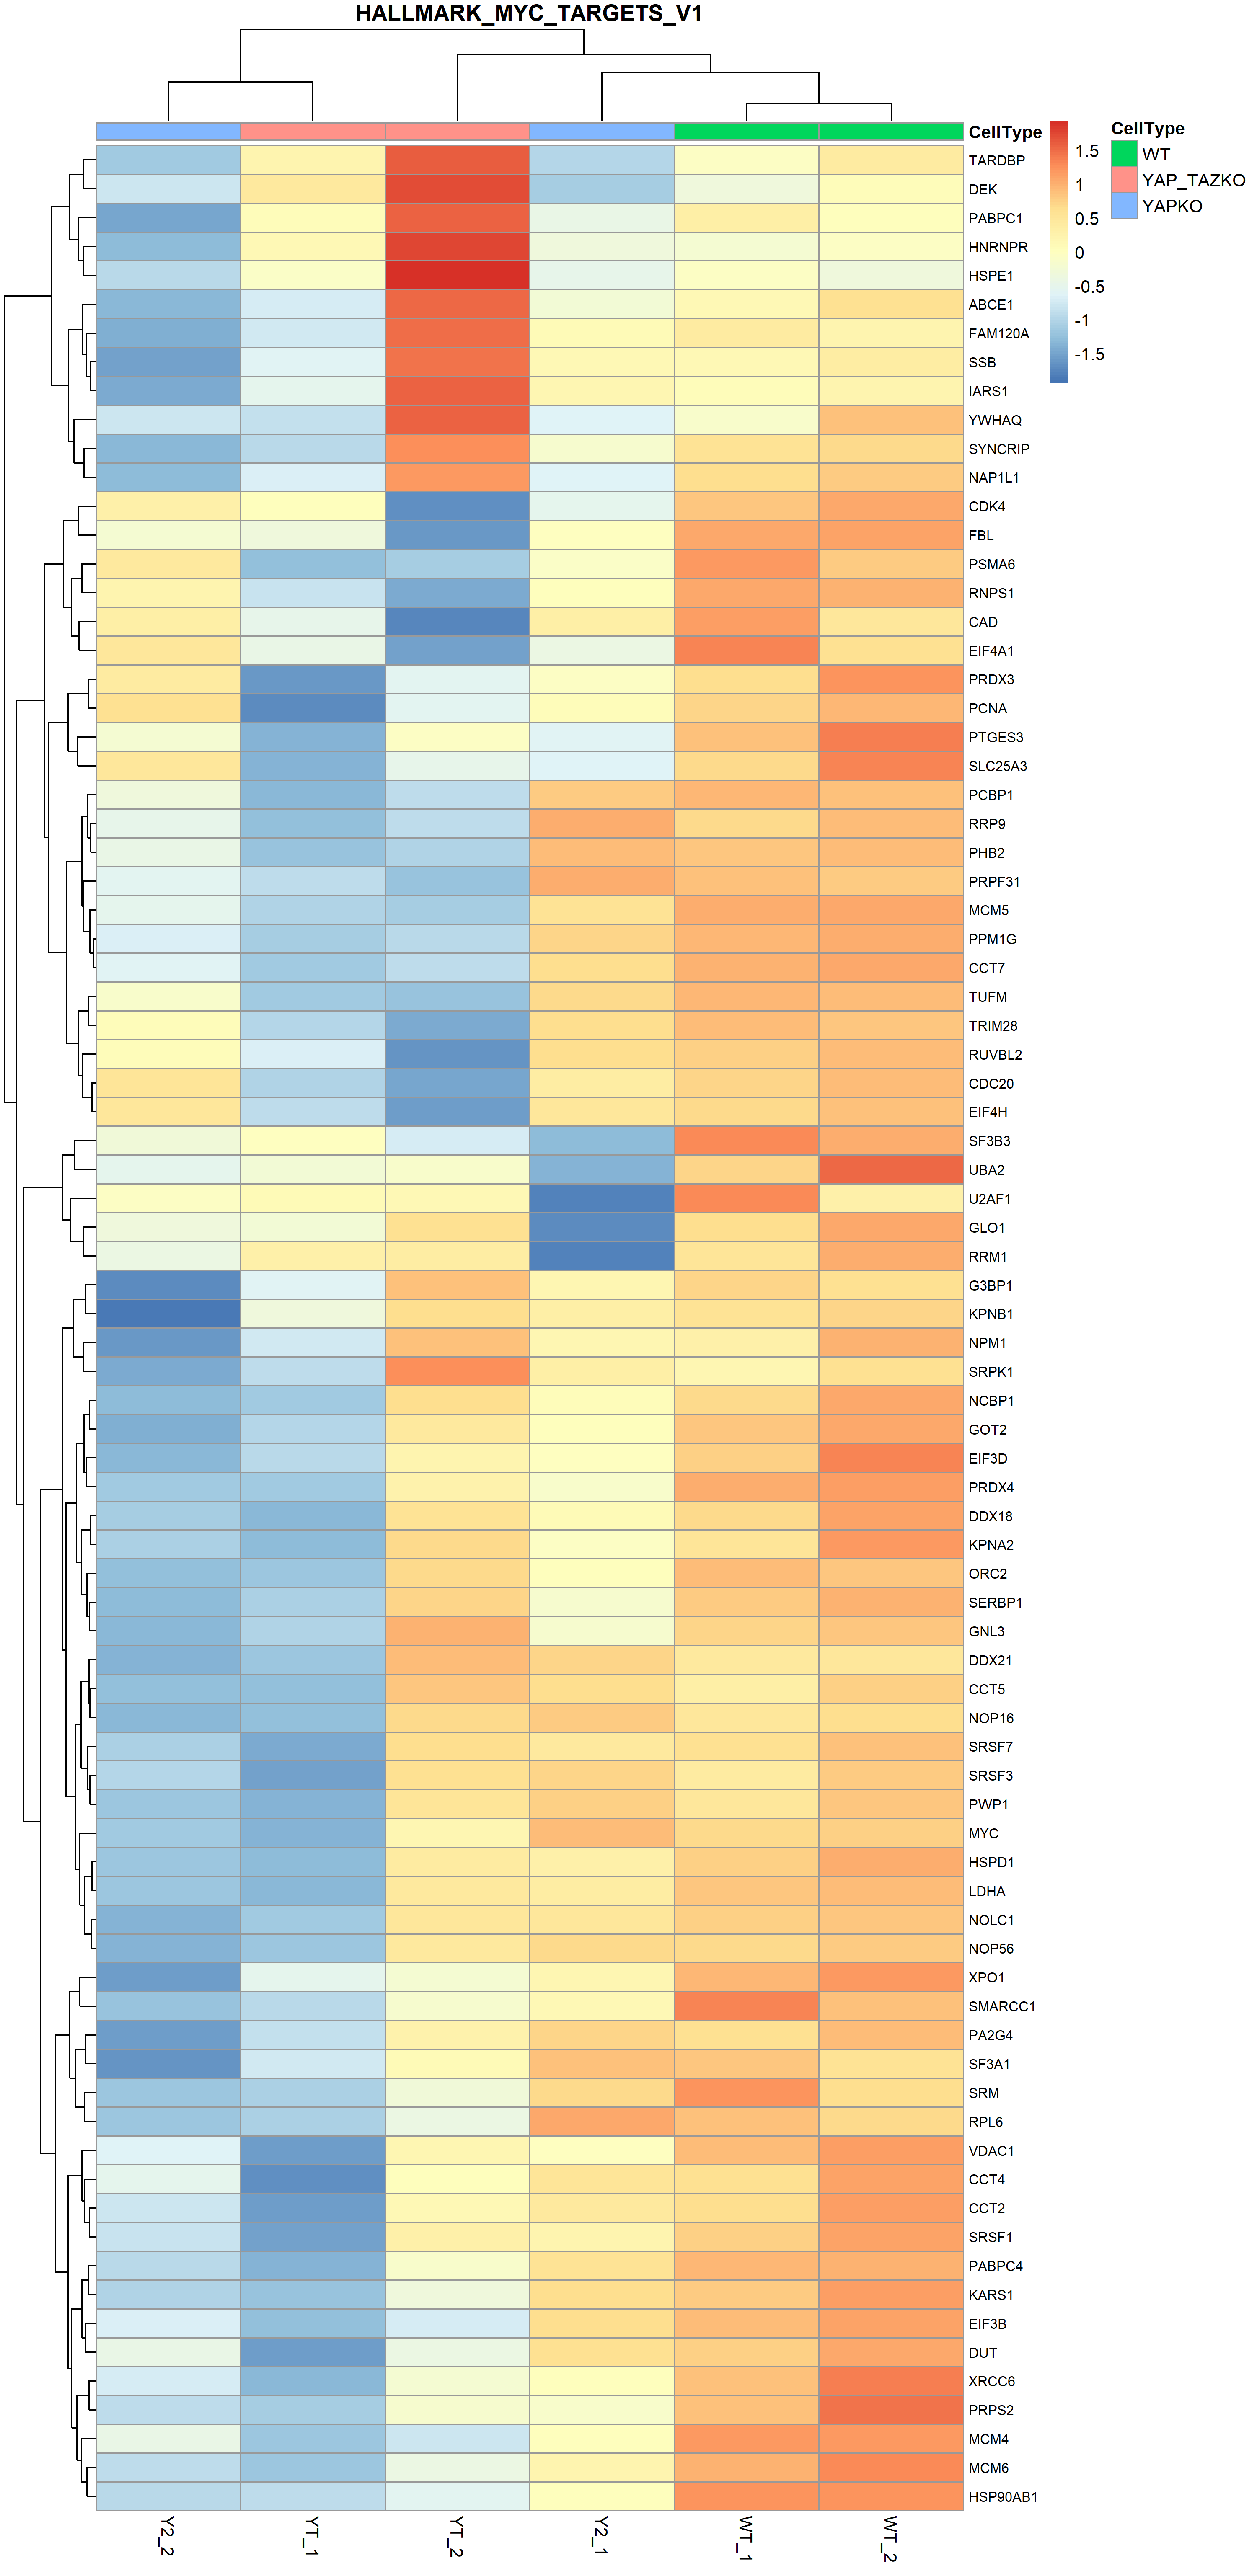 HALLMARK_MYC_TARGETS_V1
CellType
1.5
1
0.5
0
-0.5
-1
-1.5
CellType
WT
YAP_TAZKO
YAPKO
TARDBP
DEK
PABPC1
HNRNPR
HSPE1
ABCE1
FAM120A
SSB
IARS1
YWHAQ
SYNCRIP
NAP1L1
CDK4
FBL
PSMA6
RNPS1
CAD
EIF4A1
PRDX3
PCNA
PTGES3
SLC25A3
PCBP1
RRP9
PHB2
PRPF31
MCM5
PPM1G
CCT7
TUFM
TRIM28
RUVBL2
CDC20
EIF4H
SF3B3
UBA2
U2AF1
GLO1
RRM1
G3BP1
KPNB1
NPM1
SRPK1
NCBP1
GOT2
EIF3D
PRDX4
DDX18
KPNA2
ORC2
SERBP1
GNL3
DDX21
CCT5
NOP16
SRSF7
SRSF3
PWP1
MYC
HSPD1
LDHA
NOLC1
NOP56
XPO1
SMARCC1
PA2G4
SF3A1
SRM
RPL6
VDAC1
CCT4
CCT2
SRSF1
PABPC4
KARS1
EIF3B
DUT
XRCC6
PRPS2
MCM4
MCM6
HSP90AB1
Y2_2
YT_1
YT_2
Y2_1
WT_1
WT_2